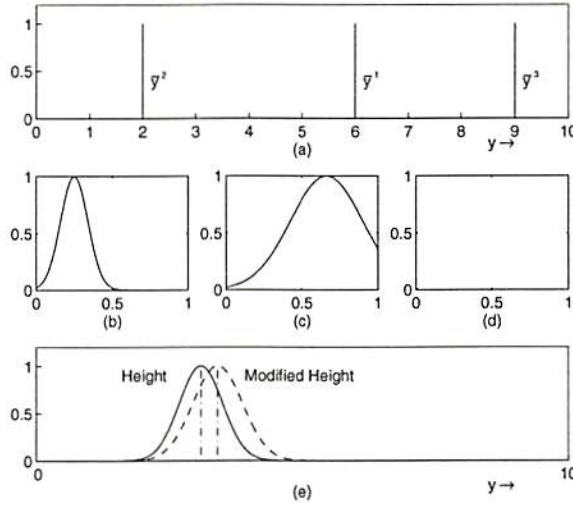 1
0.5
0
ȳ² ȳ¹ ȳ³
0 1 2 3 4 5 6 7 8 9 10
(a) y →
1 1 1
0.5 0.5 0.5
0 0 0
0 0.5 1 0 0.5 1 0 0.5 1
(b) (c) (d)
1
Height Modified Height
0.5
0
0 10
(e) y →